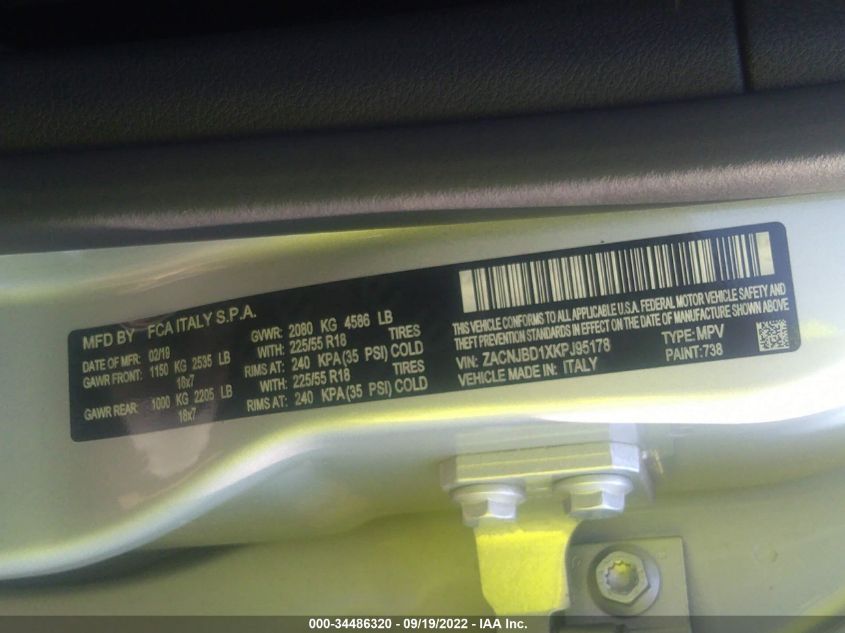 MFD BY FCA ITALY S.P.A.
DATE OF MFR: 02/19 GVWR: 2080 KG 4586 LB
GAWR FRONT: 1150 KG 2535 LB WITH: 225/55 R18 TIRES
18x7 RIMS AT: 240 KPA(35 PSI) COLD
GAWR REAR: 1000 KG 2205 LB WITH: 225/55 R18 TIRES
18x7 RIMS AT: 240 KPA(35 PSI) COLD
THIS VEHICLE CONFORMS TO ALL APPLICABLE U.S.A. FEDERAL MOTOR VEHICLE SAFETY AND
THEFT PREVENTION STANDARDS IN EFFECT ON THE DATE OF MANUFACTURE SHOWN ABOVE.
VIN: ZACNJBD1XKPJ95178 TYPE: MPV
VEHICLE MADE IN: ITALY PAINT: 738
000-34486320 - 09/19/2022 - IAA Inc.